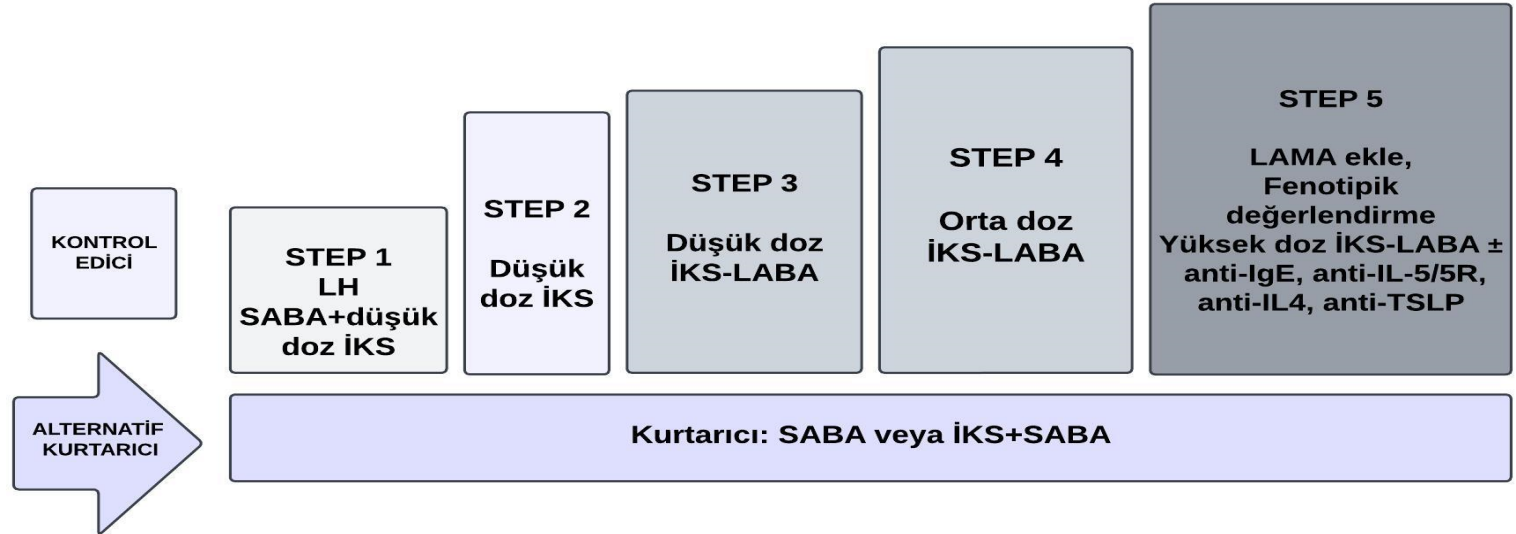 KONTROL
EDİCİ
STEP 1
LH
SABA+düşük
doz İKS
STEP 2
Düşük
doz İKS
STEP 3
Düşük doz
İKS-LABA
STEP 4
Orta doz
İKS-LABA
STEP 5
LAMA ekle,
Fenotipik
değerlendirme
Yüksek doz İKS-LABA ±
anti-IgE, anti-IL-5/5R,
anti-IL4, anti-TSLP
ALTERNATİF
KURTARICI
Kurtarıcı: SABA veya İKS+SABA